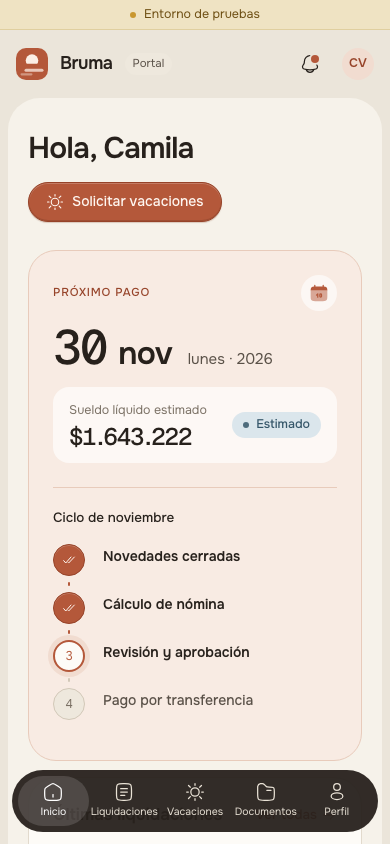 Entorno de pruebas
Bruma Portal CV
Hola, Camila
Solicitar vacaciones
PRÓXIMO PAGO
30 nov lunes · 2026
Sueldo líquido estimado
$1.643.222
Estimado
Ciclo de noviembre
Novedades cerradas
Cálculo de nómina
3 Revisión y aprobación
4 Pago por transferencia
Inicio Liquidaciones Vacaciones Documentos Perfil